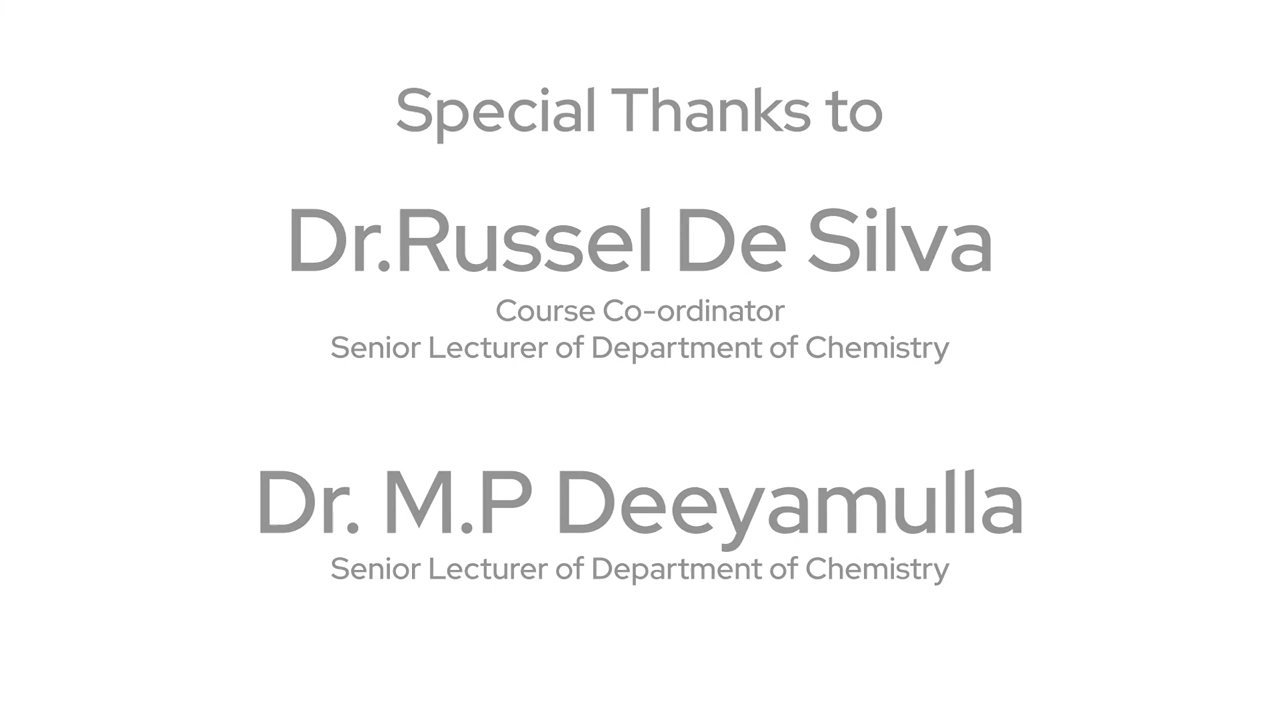 Special Thanks to
Dr.Russel De Silva
Course Co-ordinator
Senior Lecturer of Department of Chemistry
Dr. M.P Deeyamulla
Senior Lecturer of Department of Chemistry